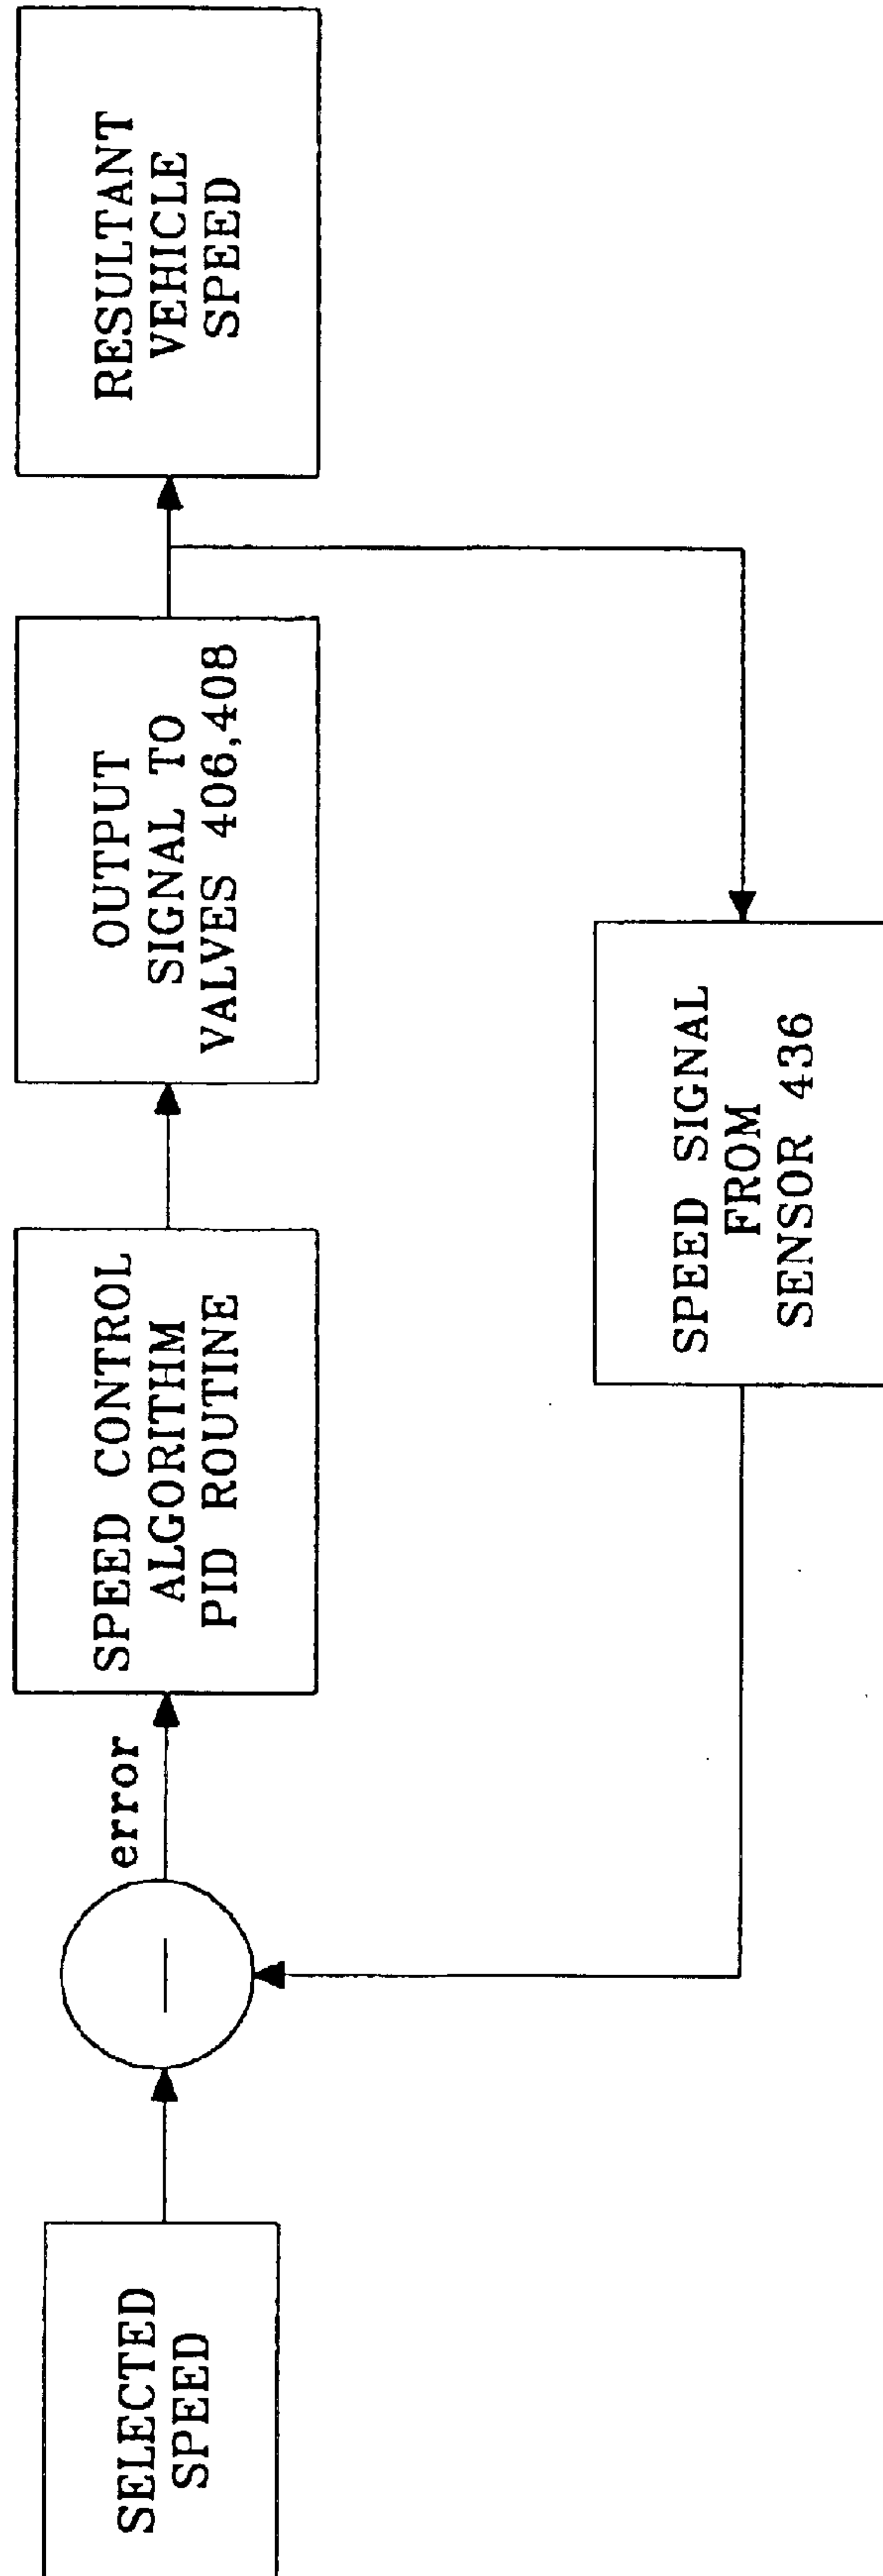 SELECTED
SPEED
error
SPEED CONTROL
ALGORITHM
PID ROUTINE
OUTPUT
SIGNAL TO
VALVES 406,408
RESULTANT
VEHICLE
SPEED
SPEED SIGNAL
FROM
SENSOR 436